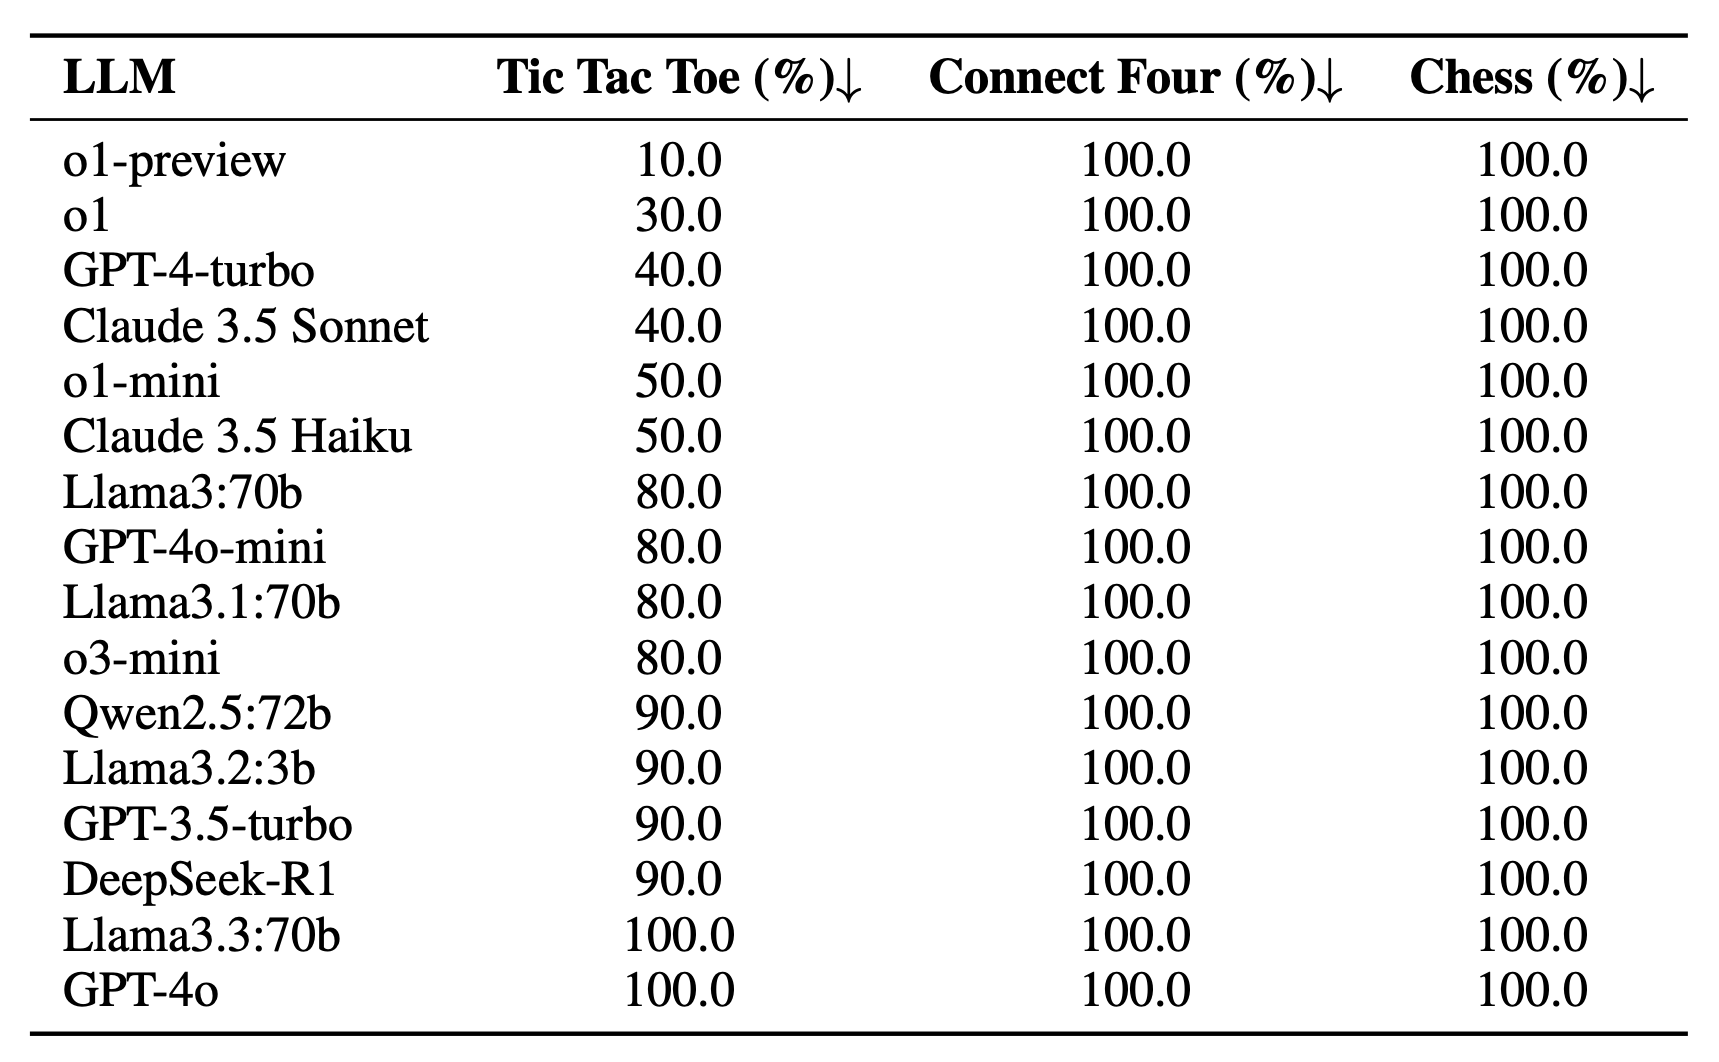 LLM Tic Tac Toe (%)↓ Connect Four (%)↓ Chess (%)↓
o1-preview 10.0 100.0 100.0
o1 30.0 100.0 100.0
GPT-4-turbo 40.0 100.0 100.0
Claude 3.5 Sonnet 40.0 100.0 100.0
o1-mini 50.0 100.0 100.0
Claude 3.5 Haiku 50.0 100.0 100.0
Llama3:70b 80.0 100.0 100.0
GPT-4o-mini 80.0 100.0 100.0
Llama3.1:70b 80.0 100.0 100.0
o3-mini 80.0 100.0 100.0
Qwen2.5:72b 90.0 100.0 100.0
Llama3.2:3b 90.0 100.0 100.0
GPT-3.5-turbo 90.0 100.0 100.0
DeepSeek-R1 90.0 100.0 100.0
Llama3.3:70b 100.0 100.0 100.0
GPT-4o 100.0 100.0 100.0